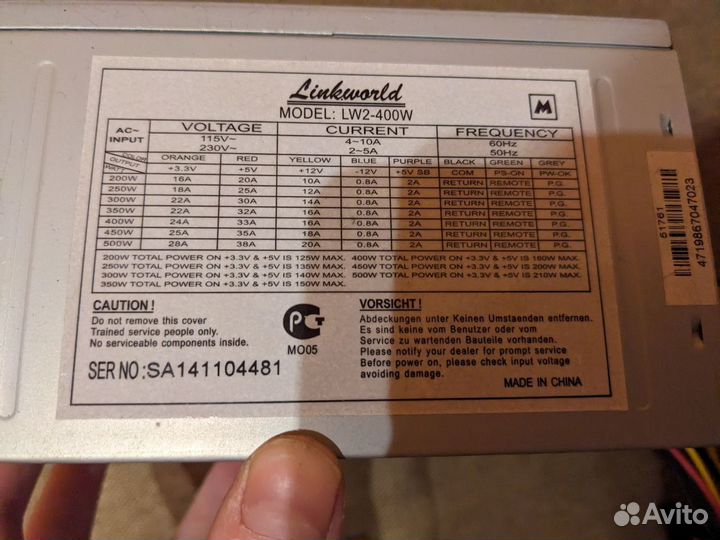 Linkworld
MODEL: LW2-400W
M
AC~ INPUT VOLTAGE CURRENT FREQUENCY
115V~ 4~10A 60Hz
230V~ 2~5A 50Hz
COLOR ORANGE RED YELLOW BLUE PURPLE BLACK GREEN GREY
OUTPUT WATT +3.3V +5V +12V -12V +5V SB COM PS-ON PW-OK
200W 16A 20A 10A 0.8A 2A RETURN REMOTE P.G.
250W 18A 25A 12A 0.8A 2A RETURN REMOTE P.G.
300W 22A 30A 14A 0.8A 2A RETURN REMOTE P.G.
350W 22A 32A 16A 0.8A 2A RETURN REMOTE P.G.
400W 24A 33A 16A 0.8A 2A RETURN REMOTE P.G.
450W 25A 35A 18A 0.8A 2A RETURN REMOTE P.G.
500W 28A 38A 20A 0.8A 2A RETURN REMOTE P.G.
200W TOTAL POWER ON +3.3V & +5V IS 125W MAX. 400W TOTAL POWER ON +3.3V & +5V IS 180W MAX.
250W TOTAL POWER ON +3.3V & +5V IS 135W MAX. 450W TOTAL POWER ON +3.3V & +5V IS 200W MAX.
300W TOTAL POWER ON +3.3V & +5V IS 140W MAX. 500W TOTAL POWER ON +3.3V & +5V IS 210W MAX.
350W TOTAL POWER ON +3.3V & +5V IS 150W MAX.
CAUTION !
Do not remove this cover
Trained service people only.
No serviceable components inside.
РСТ
MO05
VORSICHT !
Abdeckungen unter Keinen Umstaenden entfernen.
Es sind keine vom Benutzer oder vom
Service zu wartenden Bauteile vorhenden.
Please your dealer for prompt service
Before power on, please check input voltage
avoiding damage.
SER NO: SA141104481
MADE IN CHINA
51761
4719867047023
Avito